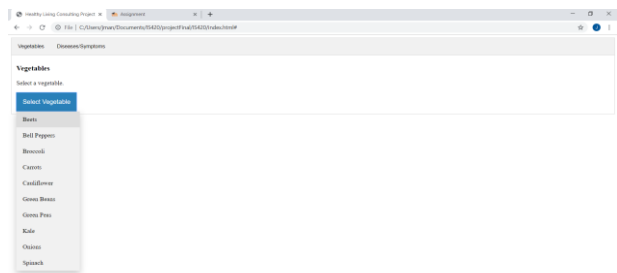 Healthy Living Consulting Project
Assignment
File | C:/Users/jman/Documents/IS420/projectFinal/IS420/Index.html#
Vegetables Diseases/Symptoms
Vegetables
Select a vegetable.
Select Vegetable
Beets
Bell Peppers
Broccoli
Carrots
Cauliflower
Green Beans
Green Peas
Kale
Onions
Spinach